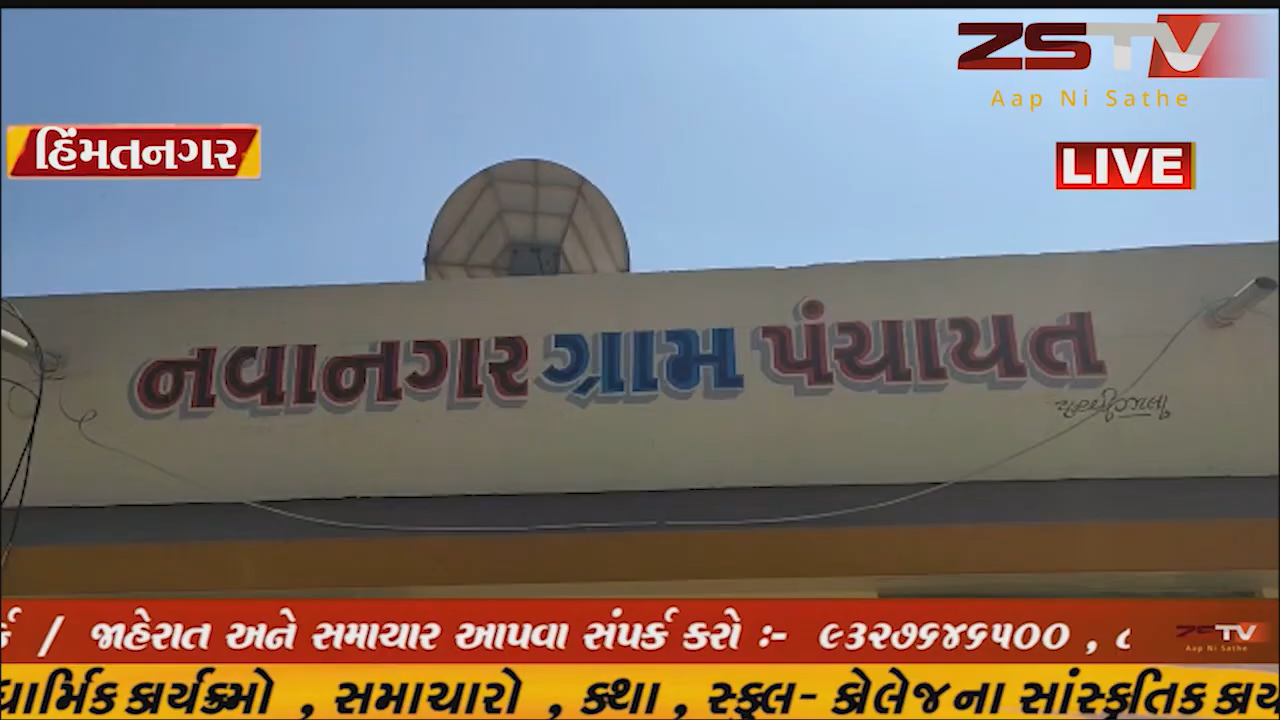 ZSTV
Aap Ni Sathe
હિંમતનગર
LIVE
નવાનગર ગ્રામ પંચાયત
/ જાહેરાત અને સમાચાર આપવા સંપર્ક કરો :- ૯૩૨૭૬૪૬૫૦૦ ,
ZSTV
Aap Ni Sathe
ધાર્મિક કાર્યક્રમો , સમાચારો , કથા , સ્કૂલ- કોલેજના સાંસ્કૃતિક